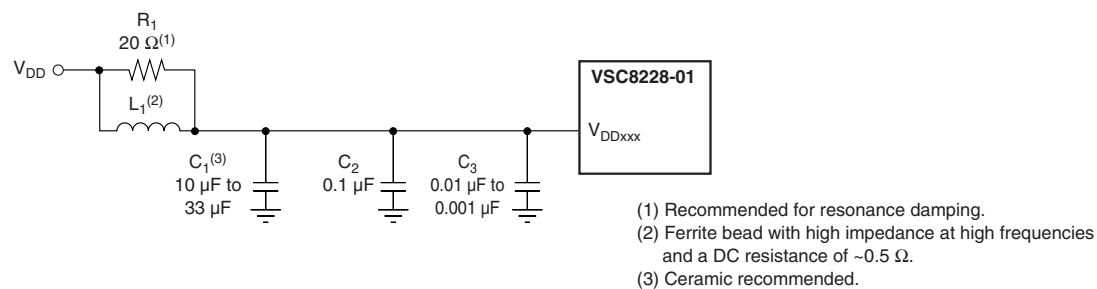 R1
20 Ω(1)
VDD
L1(2)
VSC8228-01
VDDxxx
C1(3)
10 µF to
33 µF
C2
0.1 µF
C3
0.01 µF to
0.001 µF
(1) Recommended for resonance damping.
(2) Ferrite bead with high impedance at high frequencies
and a DC resistance of ~0.5 Ω.
(3) Ceramic recommended.